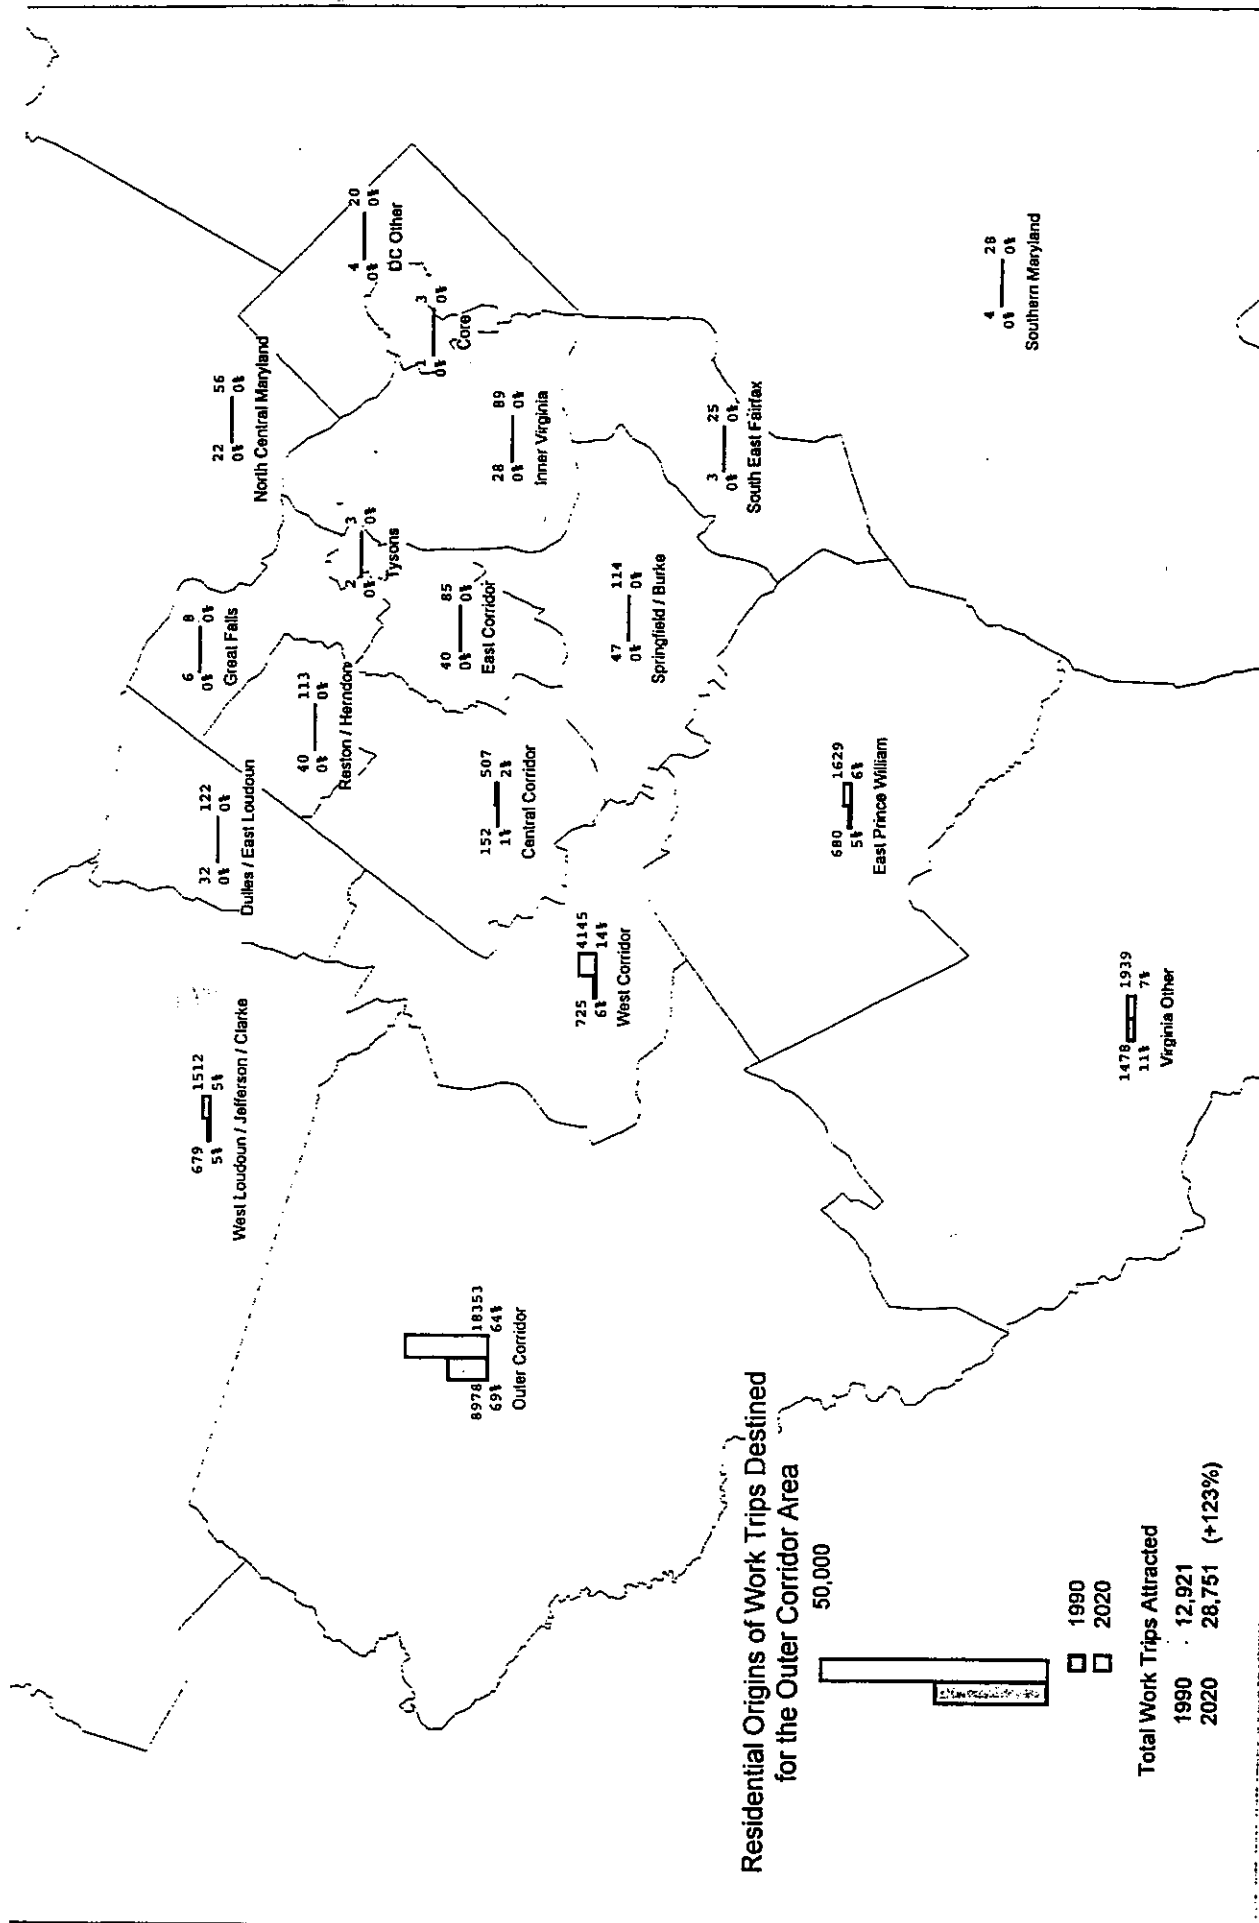 22 56
0% 0%
North Central Maryland
4 20
0% 0%
DC Other
1 3
0% 0%
Core
6 8
0% 0%
Great Falls
2 3
0% 0%
Tysons
28 89
0% 0%
Inner Virginia
32 122
0% 0%
Dulles / East Loudoun
40 113
0% 0%
Reston / Herndon
40 85
0% 0%
East Corridor
47 114
0% 0%
Springfield / Burke
3 25
0% 0%
South East Fairfax
4 28
0% 0%
Southern Maryland
152 507
1% 2%
Central Corridor
679 1512
5% 5%
West Loudoun / Jefferson / Clarke
725 4145
6% 14%
West Corridor
680 1629
5% 6%
East Prince William
8978 18353
69% 64%
Outer Corridor
1478 1939
11% 7%
Virginia Other
Residential Origins of Work Trips Destined
for the Outer Corridor Area
50,000
1990
2020
Total Work Trips Attracted
1990 12,921
2020 28,751 (+123%)